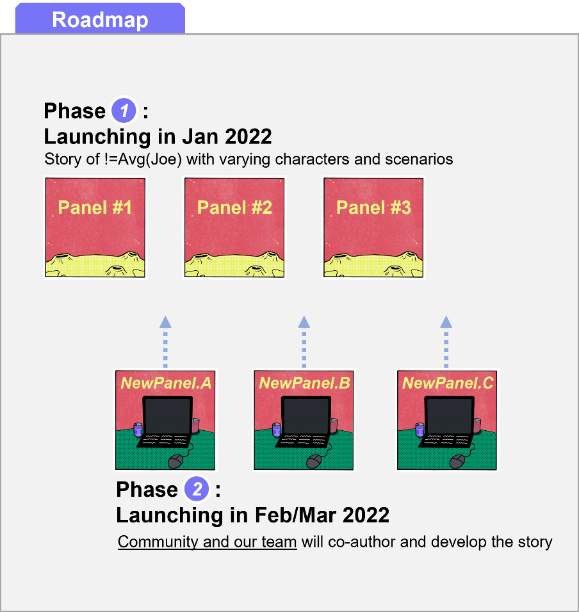 Roadmap
Phase 1 :
Launching in Jan 2022
Story of !=Avg(Joe) with varying characters and scenarios
Panel #1 Panel #2 Panel #3
NewPanel.A NewPanel.B NewPanel.C
Phase 2 :
Launching in Feb/Mar 2022
Community and our team will co-author and develop the story